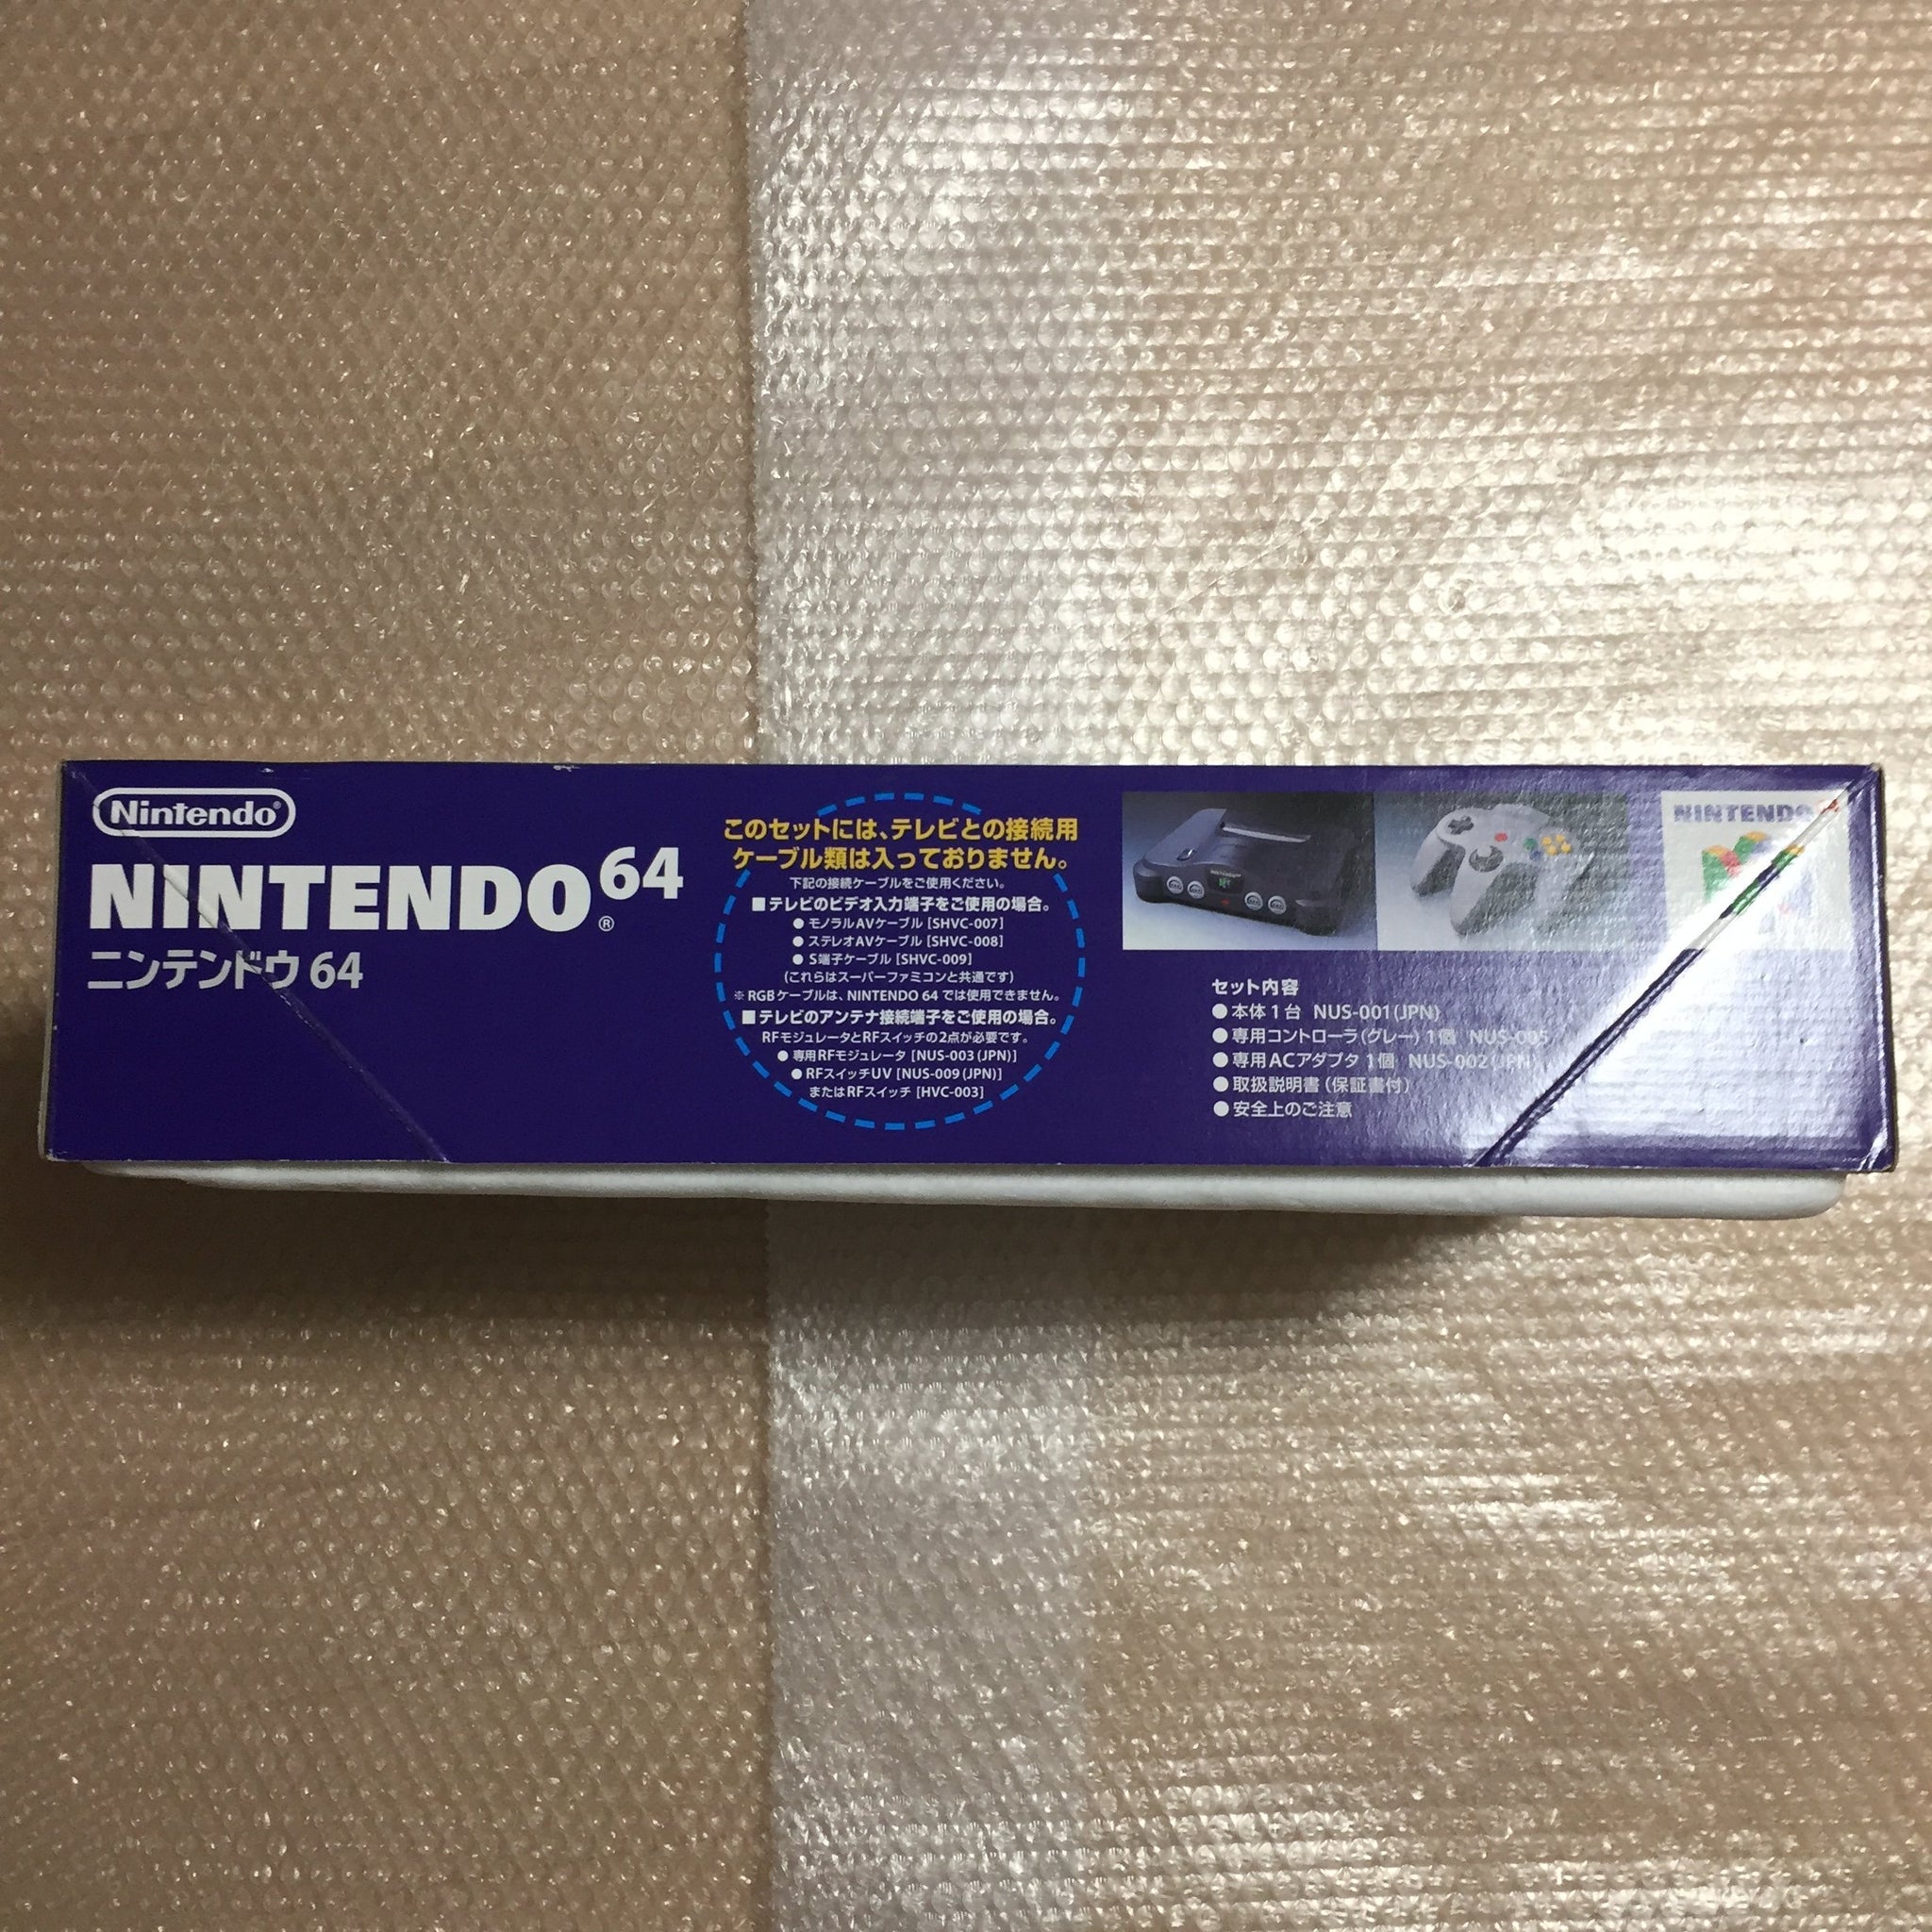 Nintendo®
NINTENDO 64®
ニンテンドウ 64
このセットには、テレビとの接続用
ケーブル類は入っておりません。
下記の接続ケーブルをご使用ください。
■テレビのビデオ入力端子をご使用の場合。
● モノラルAVケーブル [SHVC-007]
● ステレオAVケーブル [SHVC-008]
● S端子ケーブル [SHVC-009]
(これらはスーパーファミコンと共通です)
※ RGBケーブルは、NINTENDO 64 では使用できません。
■テレビのアンテナ接続端子をご使用の場合。
RFモジュレータとRFスイッチの2点が必要です。
● 専用RFモジュレータ [NUS-003 (JPN)]
● RFスイッチUV [NUS-009 (JPN)]
またはRFスイッチ [HVC-003]
NINTENDO
セット内容
●本体 1 台 NUS-001(JPN)
●専用コントローラ(グレー) 1個 NUS-005
●専用ACアダプタ 1個 NUS-002(JPN)
●取扱説明書(保証書付)
●安全上のご注意